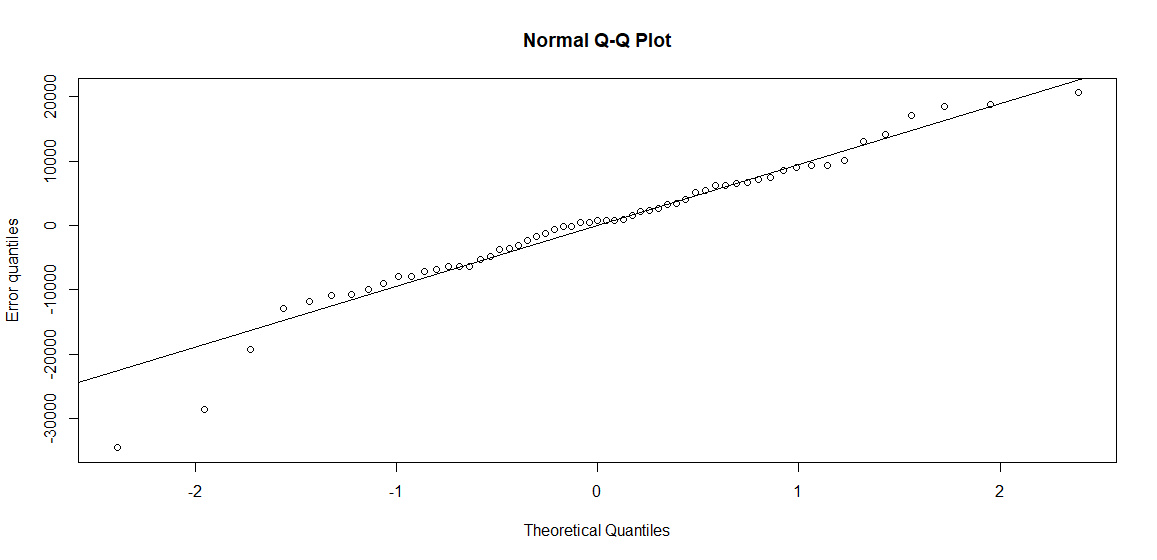 Normal Q-Q Plot
Error quantiles
20000
10000
0
-10000
-20000
-30000
-2 -1 0 1 2
Theoretical Quantiles